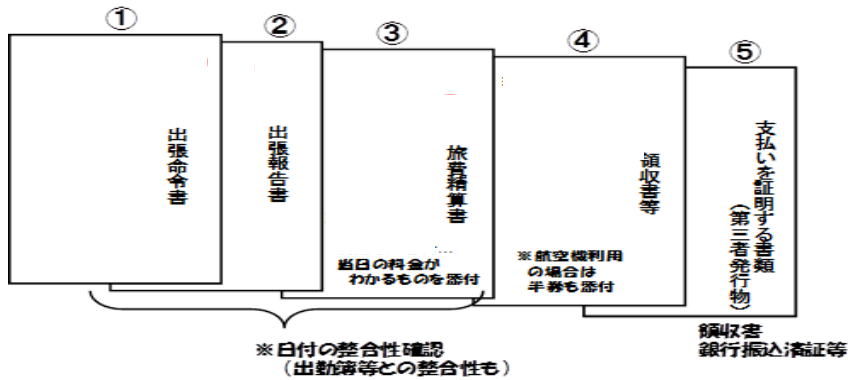 ①
出張命令書
②
出張報告書
③
旅費精算書
当日の料金が
わかるものを添付
④
領収書等
※航空機利用
の場合は
半券も添付
⑤
支払いを証明する書類
（第三者発行物）
領収書
銀行振込済証等
※日付の整合性確認
（出勤簿等との整合性も）